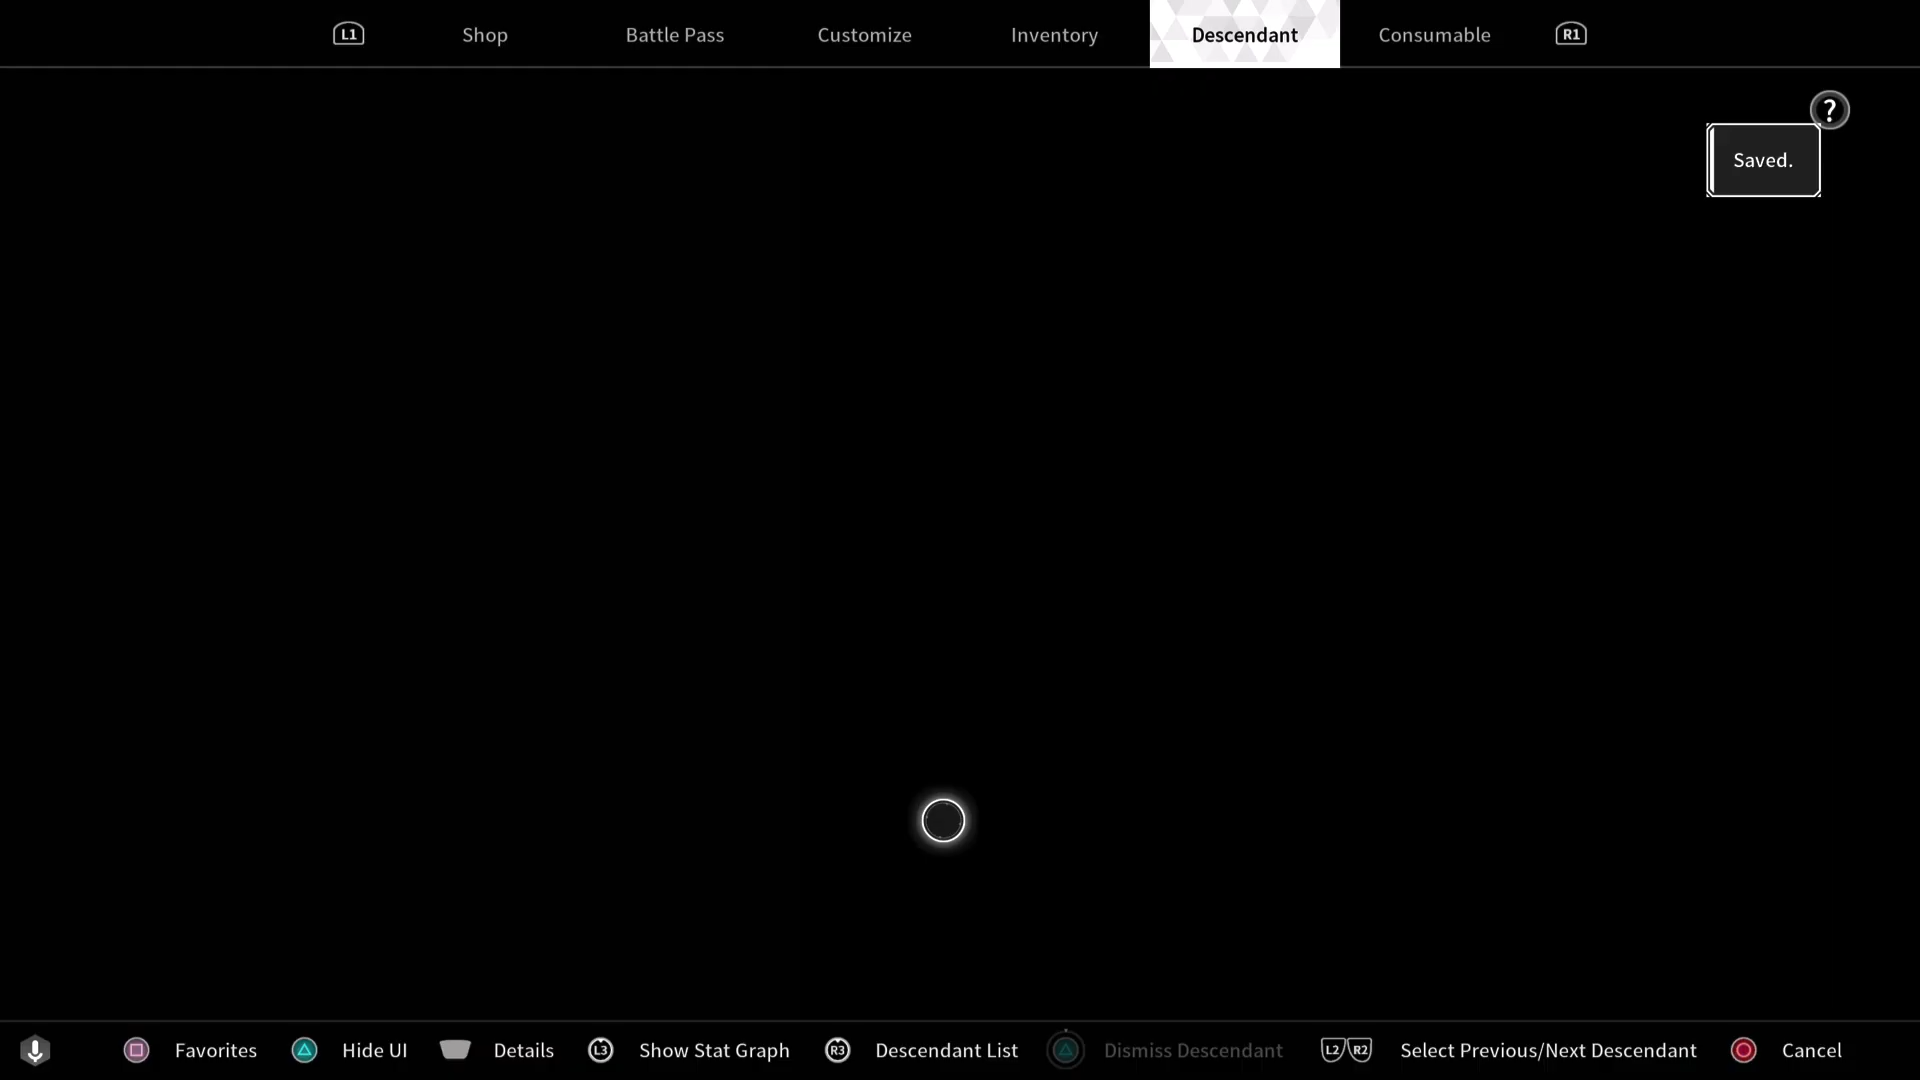 L1 Shop Battle Pass Customize Inventory Descendant Consumable R1
?
Saved.
Favorites Hide UI Details L3 Show Stat Graph R3 Descendant List Dismiss Descendant L2 R2 Select Previous/Next Descendant Cancel